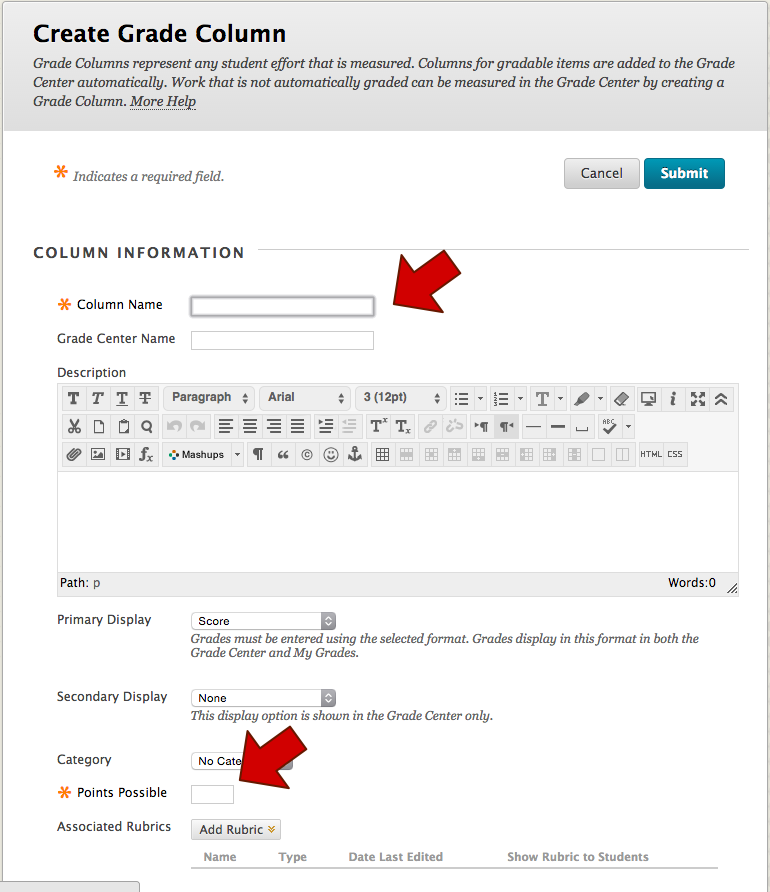 Create Grade Column
Grade Columns represent any student effort that is measured. Columns for gradable items are added to the Grade
Center automatically. Work that is not automatically graded can be measured in the Grade Center by creating a
Grade Column. More Help
* Indicates a required field.
Cancel Submit
COLUMN INFORMATION
* Column Name
Grade Center Name
Description
T T T T Paragraph Arial 3 (12pt) T i
Tx Tx ABC
fx Mashups HTML CSS
Path: p Words:0
Primary Display Score
Grades must be entered using the selected format. Grades display in this format in both the
Grade Center and My Grades.
Secondary Display None
This display option is shown in the Grade Center only.
Category No Cate
* Points Possible
Associated Rubrics Add Rubric
Name Type Date Last Edited Show Rubric to Students